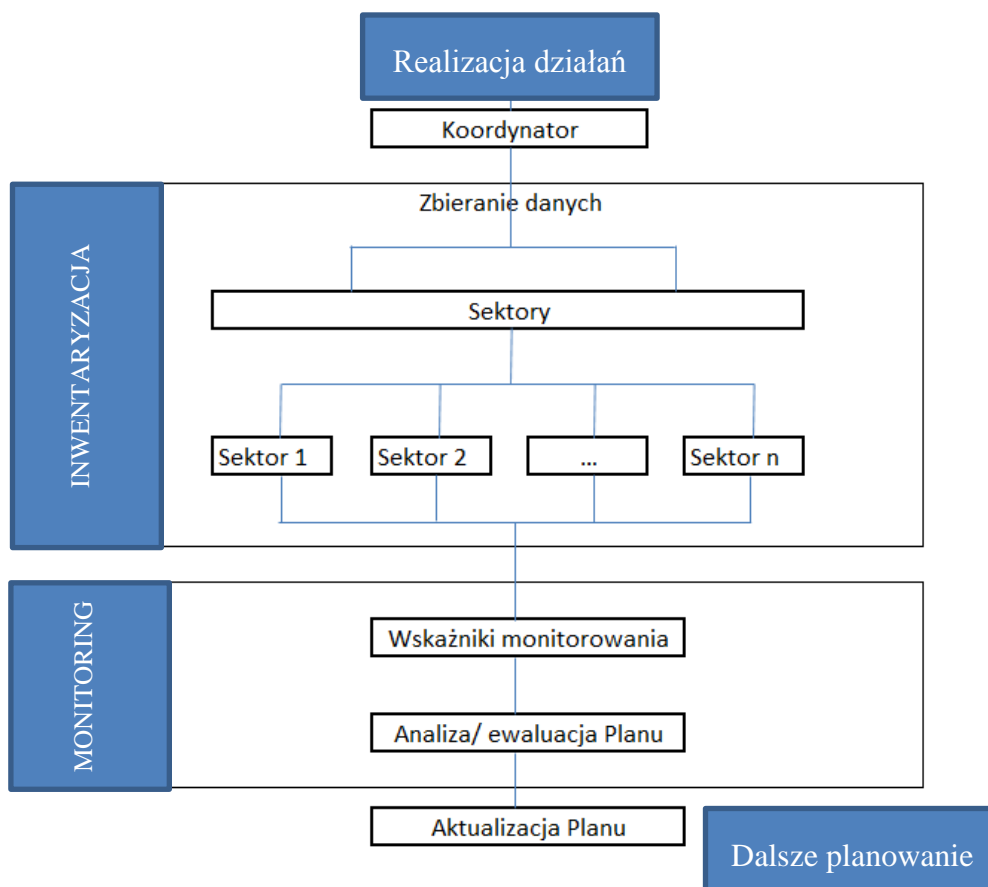 Realizacja działań
Koordynator
INWENTARYZACJA
Zbieranie danych
Sektory
Sektor 1
Sektor 2
...
Sektor n
MONITORING
Wskaźniki monitorowania
Analiza/ ewaluacja Planu
Aktualizacja Planu
Dalsze planowanie